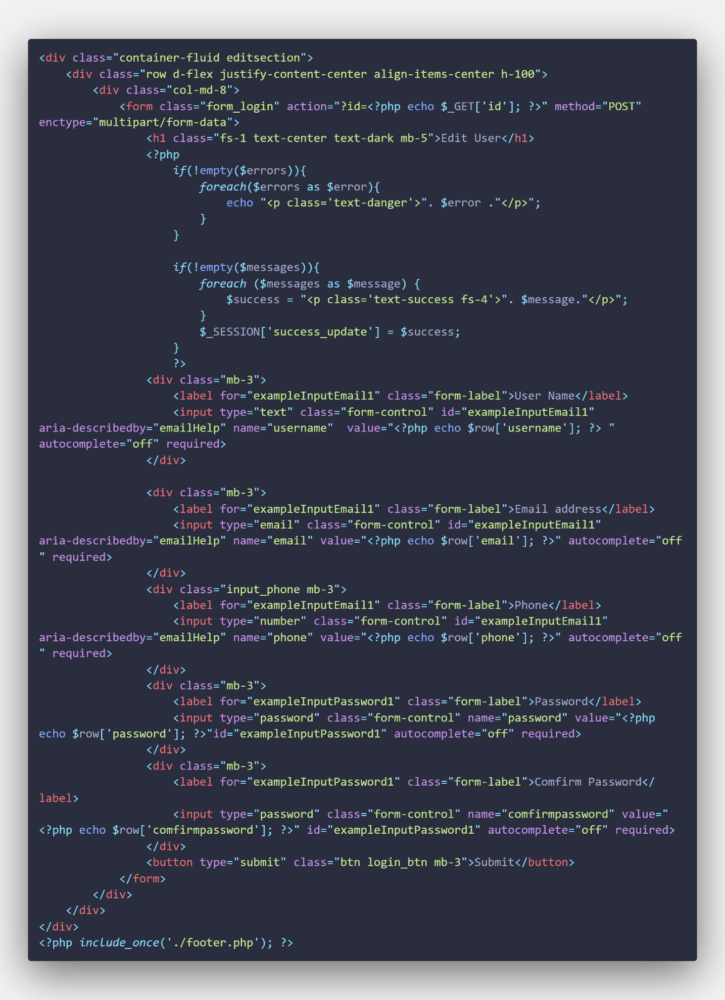 <div class="container-fluid editsection">
    <div class="row d-flex justify-content-center align-items-center h-100">
        <div class="col-md-8">
            <form class="form_login" action="?id=<?php echo $_GET['id']; ?>" method="POST"
enctype="multipart/form-data">
                <h1 class="fs-1 text-center text-dark mb-5">Edit User</h1>
                <?php
                    if(!empty($errors)){
                        foreach($errors as $error){
                            echo "<p class='text-danger'>". $error ."</p>";
                        }
                    }

                    if(!empty($messages)){
                        foreach ($messages as $message) {
                            $success = "<p class='text-success fs-4'>". $message."</p>";
                        }
                        $_SESSION['success_update'] = $success;
                    }
                    ?>
                <div class="mb-3">
                    <label for="exampleInputEmail1" class="form-label">User Name</label>
                    <input type="text" class="form-control" id="exampleInputEmail1"
aria-describedby="emailHelp" name="username"  value="<?php echo $row['username']; ?> "
autocomplete="off" required>
                </div>

                <div class="mb-3">
                    <label for="exampleInputEmail1" class="form-label">Email address</label>
                    <input type="email" class="form-control" id="exampleInputEmail1"
aria-describedby="emailHelp" name="email" value="<?php echo $row['email']; ?>" autocomplete="off
" required>
                </div>
                <div class="input_phone mb-3">
                    <label for="exampleInputEmail1" class="form-label">Phone</label>
                    <input type="number" class="form-control" id="exampleInputEmail1"
aria-describedby="emailHelp" name="phone" value="<?php echo $row['phone']; ?>" autocomplete="off
" required>
                </div>
                <div class="mb-3">
                    <label for="exampleInputPassword1" class="form-label">Password</label>
                    <input type="password" class="form-control" name="password" value="<?php
echo $row['password']; ?>"id="exampleInputPassword1" autocomplete="off" required>
                </div>
                <div class="mb-3">
                    <label for="exampleInputPassword1" class="form-label">Comfirm Password</
label>
                    <input type="password" class="form-control" name="comfirmpassword" value="
<?php echo $row['comfirmpassword']; ?>" id="exampleInputPassword1" autocomplete="off" required>
                </div>
                <button type="submit" class="btn login_btn mb-3">Submit</button>
            </form>
        </div>
    </div>
</div>
<?php include_once('./footer.php'); ?>